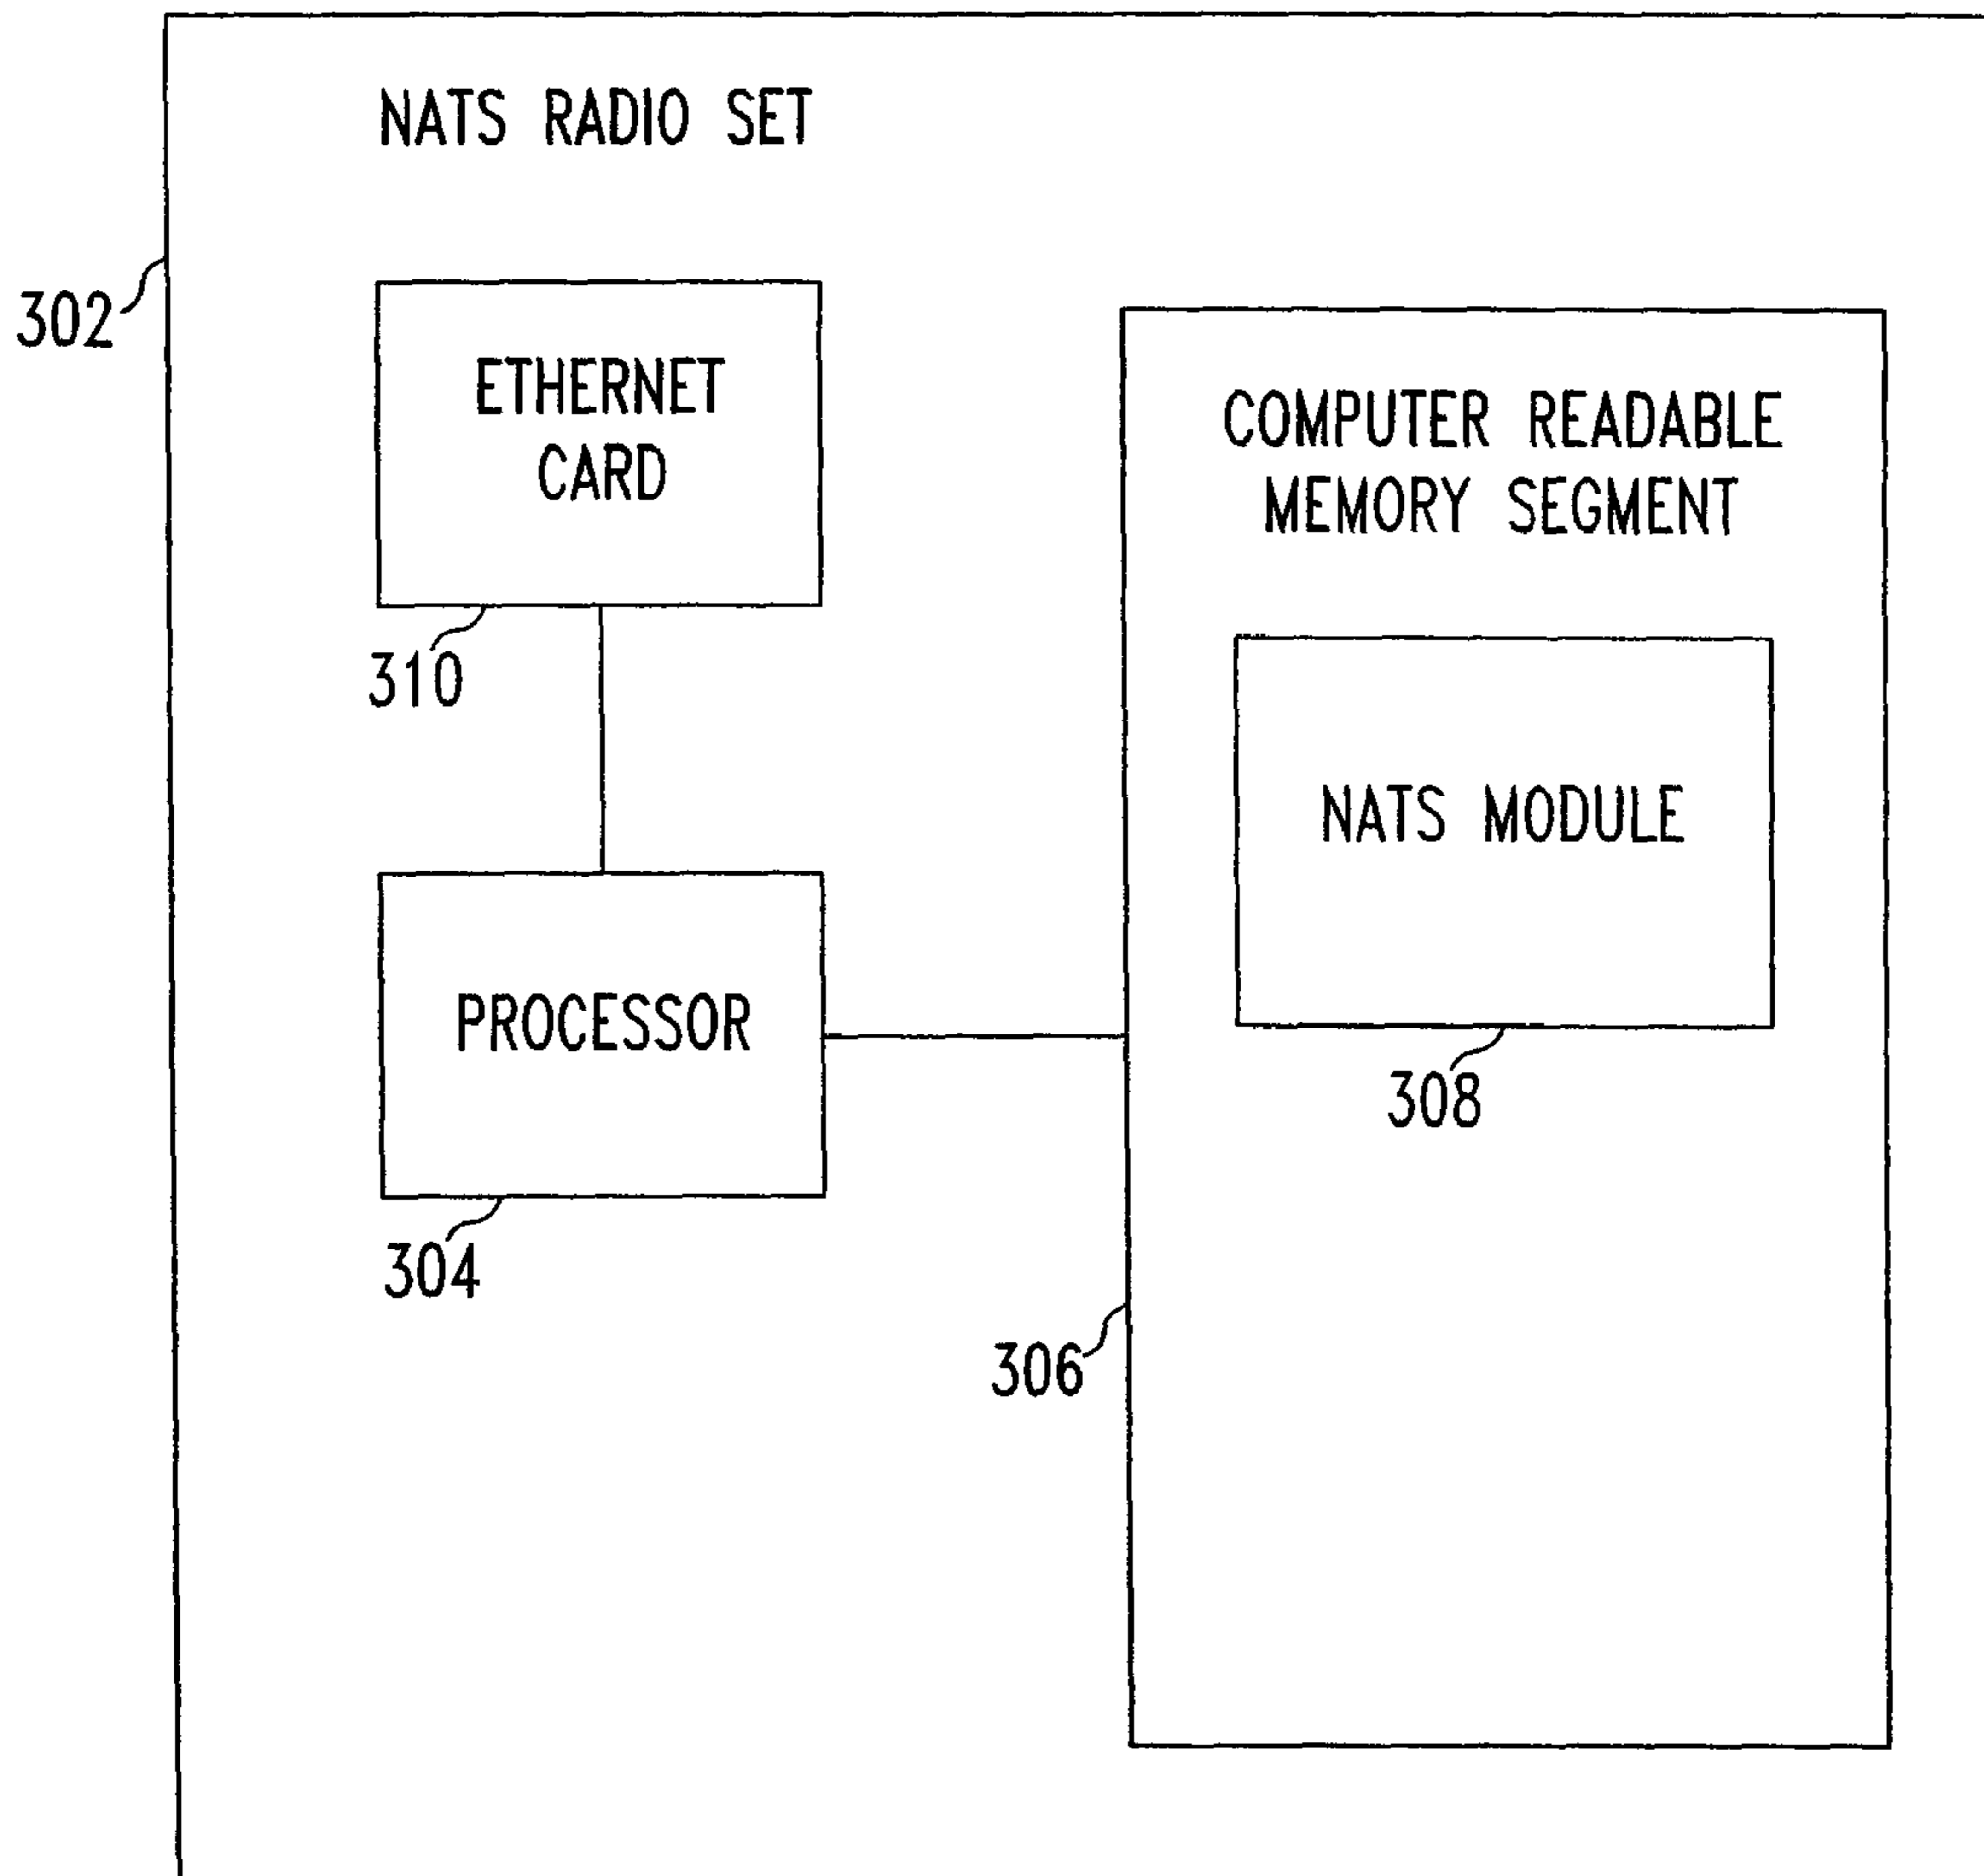 NATS RADIO SET
302
ETHERNET
CARD
310
COMPUTER READABLE
MEMORY SEGMENT
NATS MODULE
308
PROCESSOR
304
306